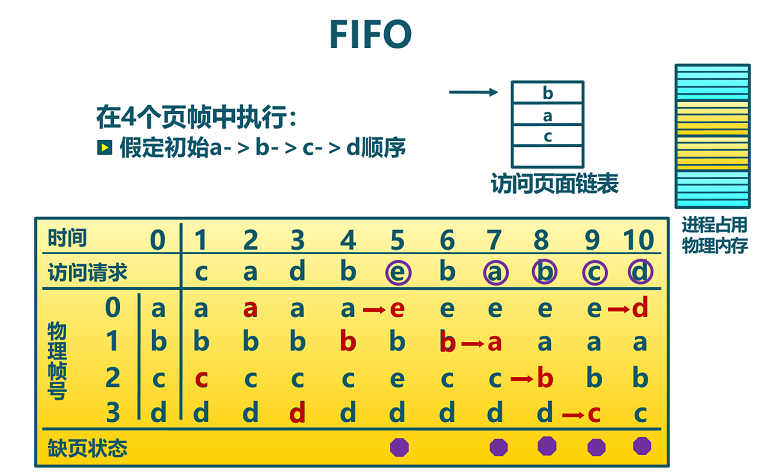 FIFO
在4个页帧中执行：
假定初始a->b->c->d顺序
b
a
c
访问页面链表
进程占用
物理内存
时间 0 1 2 3 4 5 6 7 8 9 10
访问请求 c a d b e b a b c d
物理帧号
0 a a a a a e e e e e d
1 b b b b b b b a a a a
2 c c c c c e c c b b b
3 d d d d d d d d d c c
缺页状态